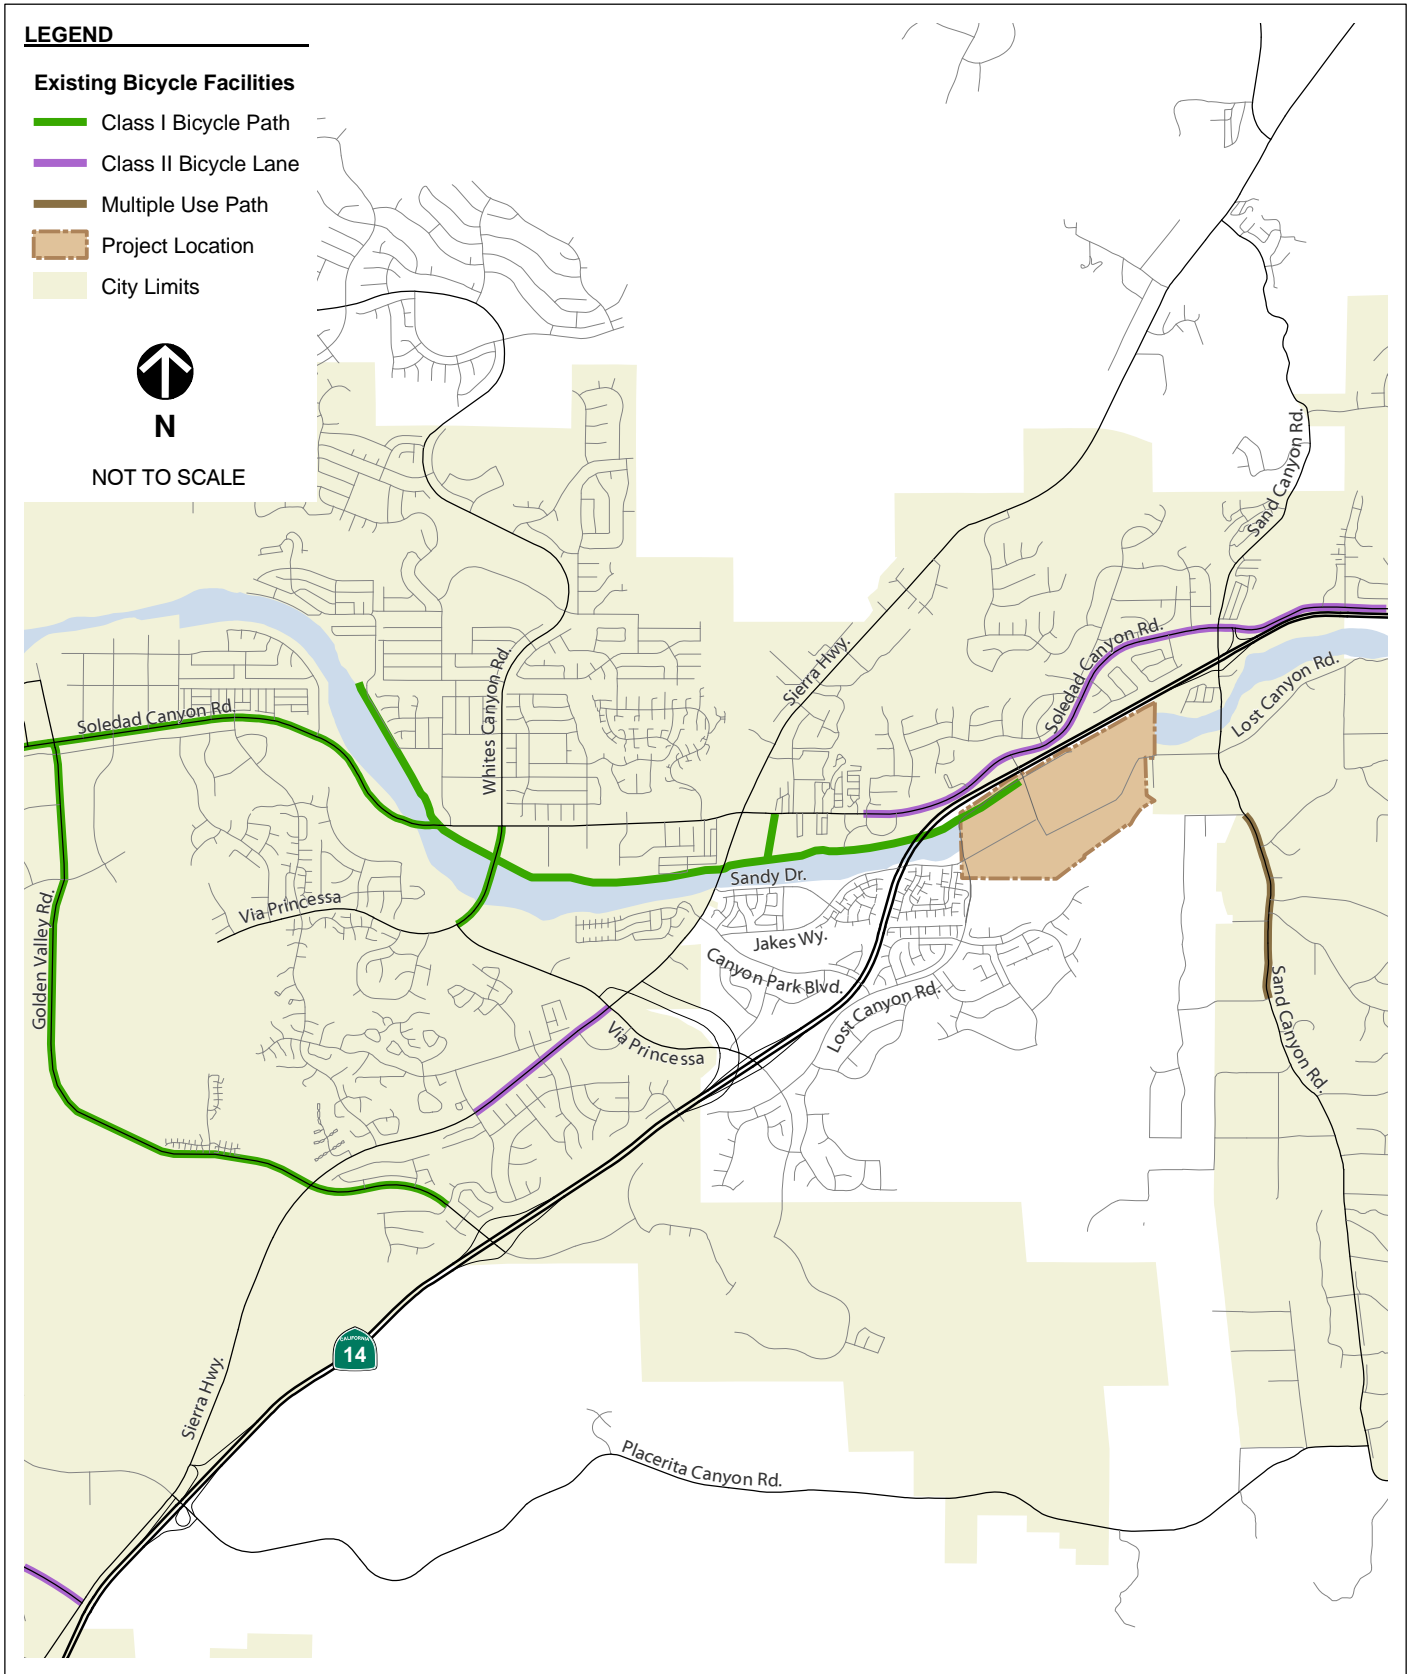 LEGEND
Existing Bicycle Facilities
Class I Bicycle Path
Class II Bicycle Lane
Multiple Use Path
Project Location
City Limits
N
NOT TO SCALE
Sand Canyon Rd.
Soledad Canyon Rd.
Sierra Hwy.
Whites Canyon Rd.
Lost Canyon Rd.
Soledad Canyon Rd.
Sandy Dr.
Via Princessa
Jakes Wy.
Canyon Park Blvd.
Golden Valley Rd.
Lost Canyon Rd.
Via Princessa
Sand Canyon Rd.
CALIFORNIA
14
Sierra Hwy.
Placerita Canyon Rd.